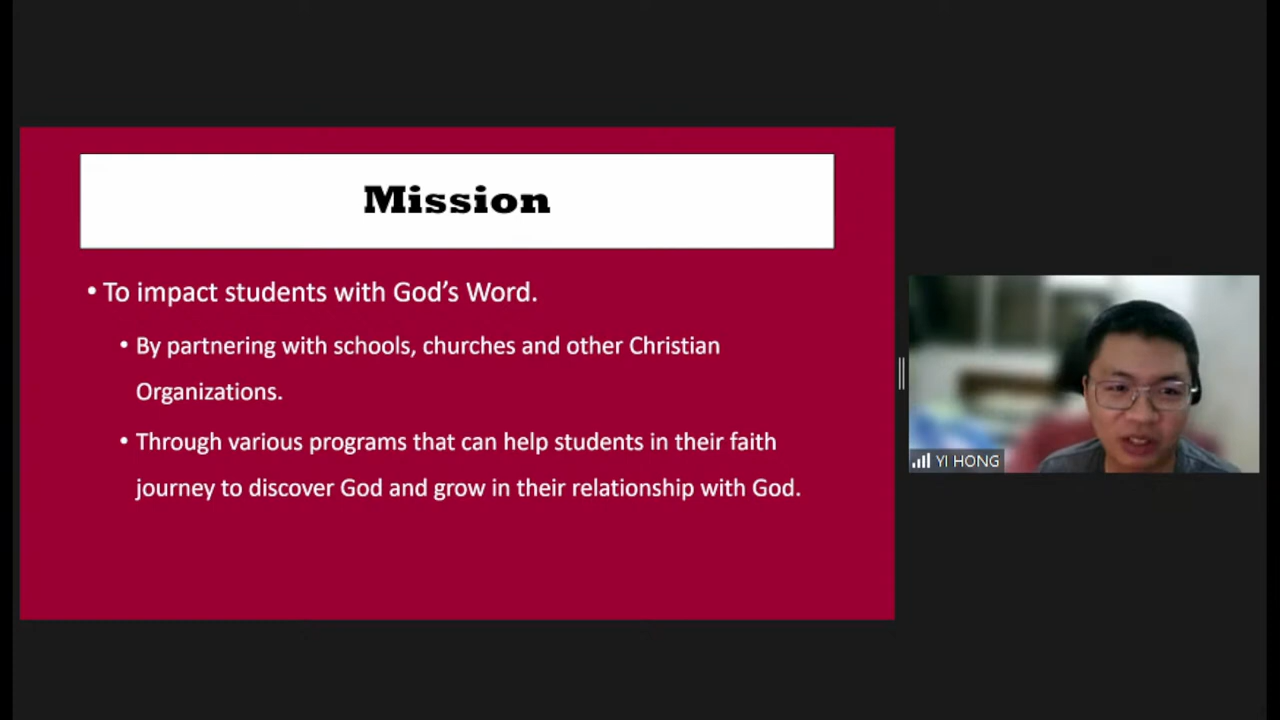 Mission
• To impact students with God's Word.
• By partnering with schools, churches and other Christian
Organizations.
• Through various programs that can help students in their faith
journey to discover God and grow in their relationship with God.
YI HONG